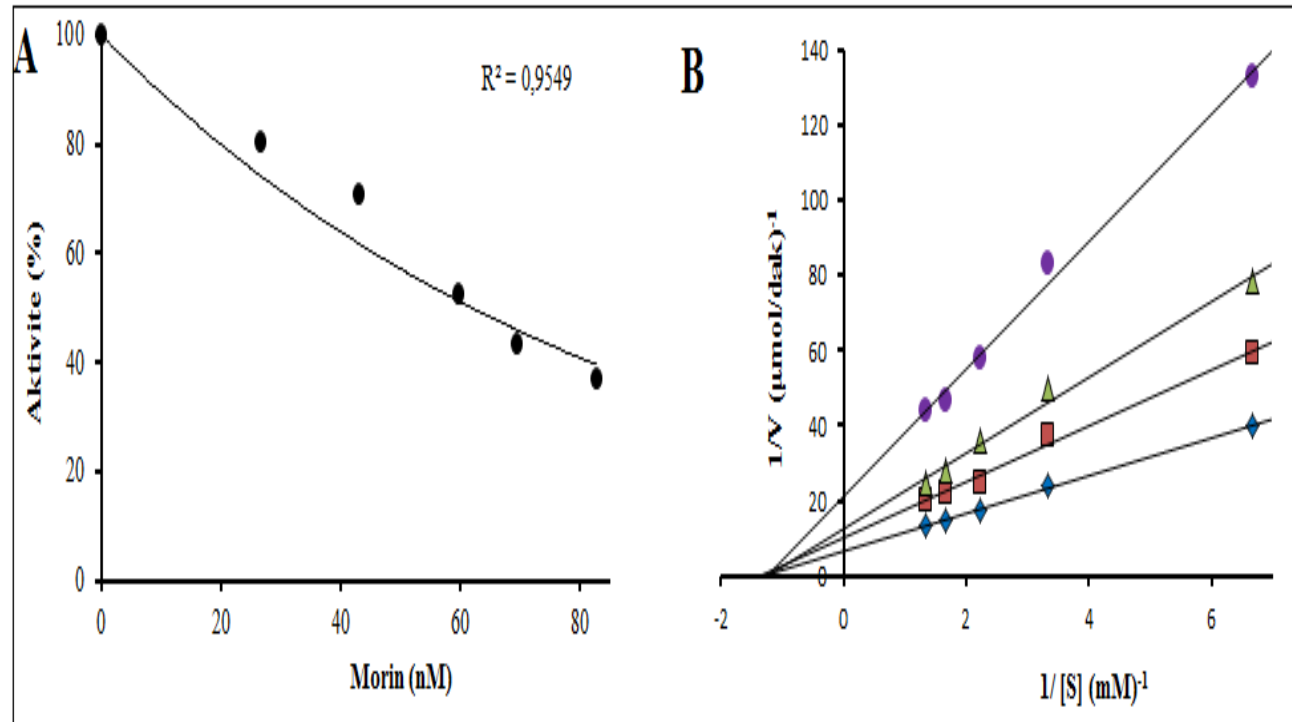 A
R² = 0,9549
100
80
60
40
20
0
0 20 40 60 80
Aktivite (%)
Morin (nM)
B
140
120
100
80
60
40
20
0
-2 0 2 4 6
1/V (µmol/dak)-1
1/ [S] (mM)-1